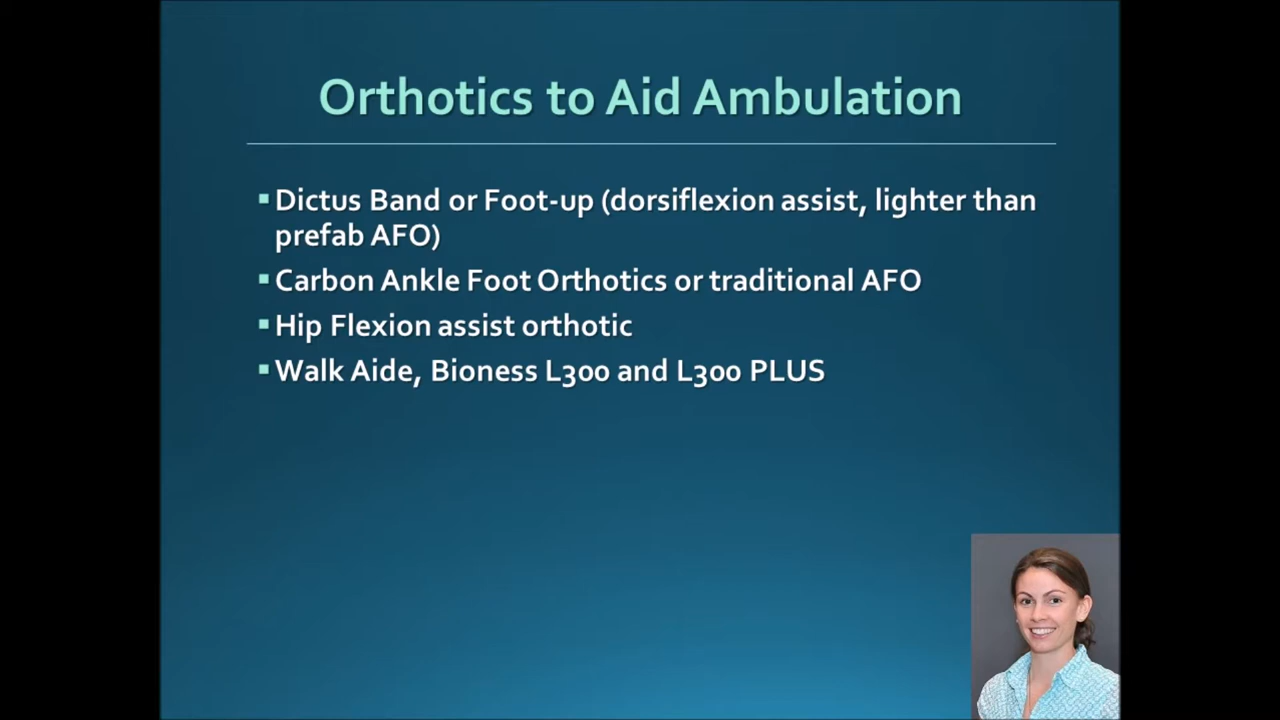 Orthotics to Aid Ambulation
▪Dictus Band or Foot-up (dorsiflexion assist, lighter than
prefab AFO)
▪Carbon Ankle Foot Orthotics or traditional AFO
▪Hip Flexion assist orthotic
▪Walk Aide, Bioness L300 and L300 PLUS